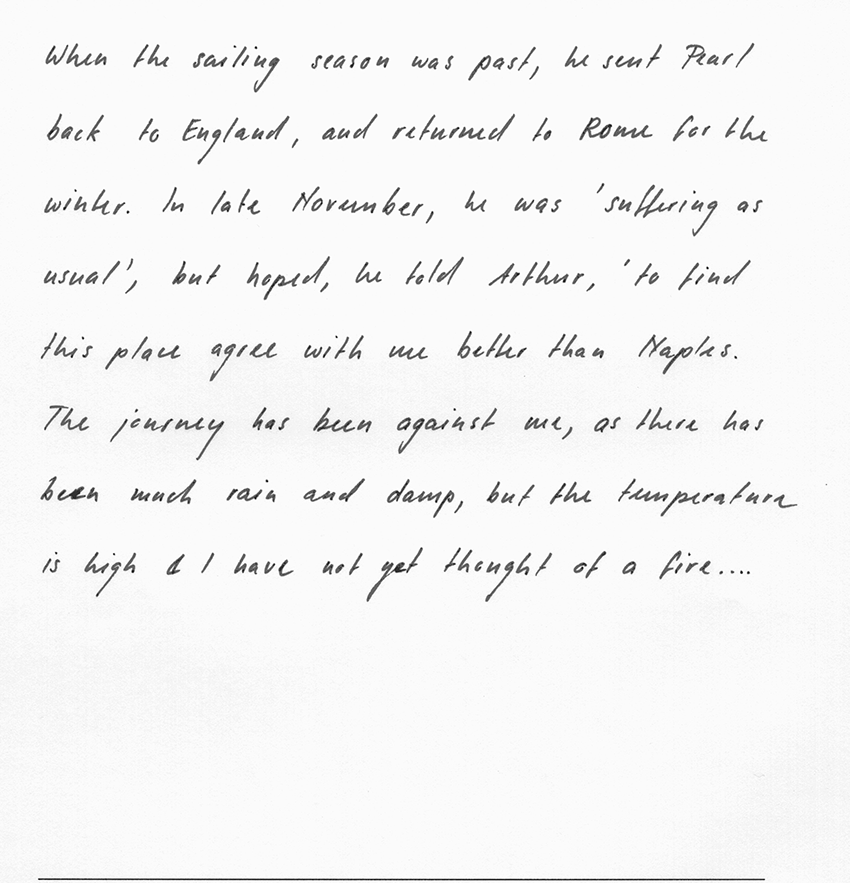 When the sailing season was past, he sent Pearl
back to England, and returned to Rome for the
winter. In late November, he was 'suffering as
usual', but hoped, he told Arthur, 'to find
this place agree with me better than Naples.
The journey has been against me, as there has
been much rain and damp, but the temperature
is high & I have not yet thought of a fire....